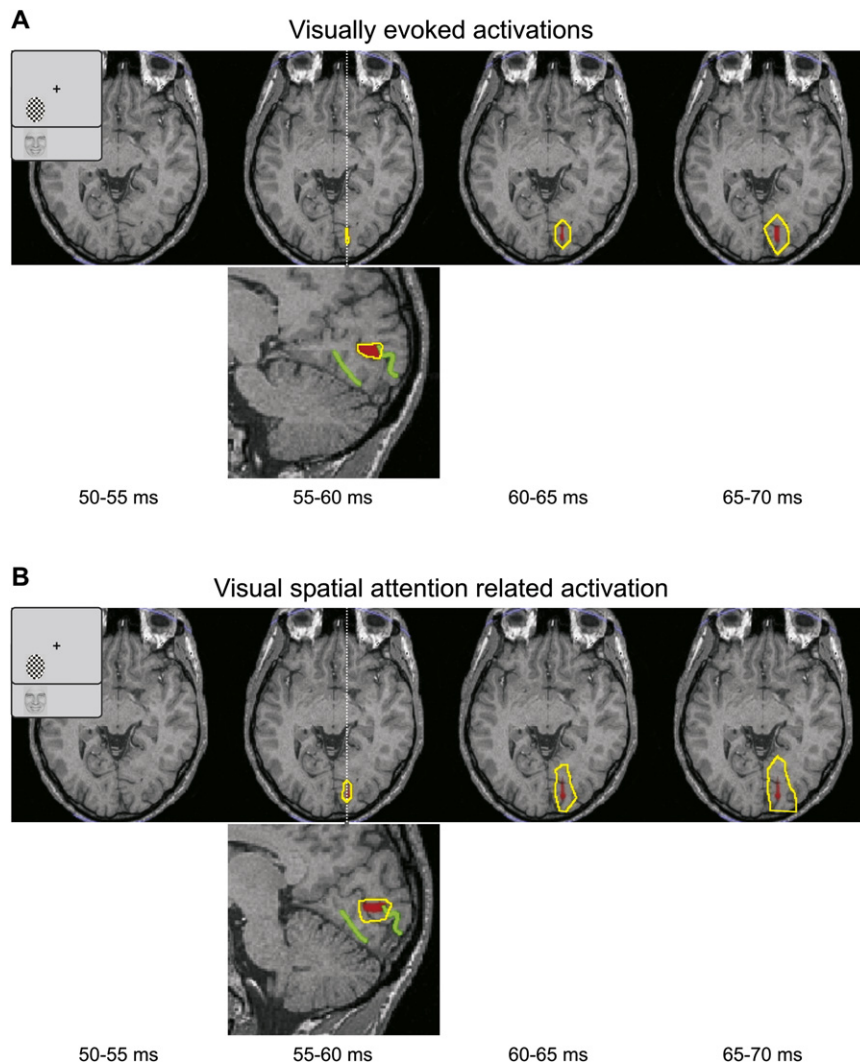 A
Visually evoked activations
50-55 ms 55-60 ms 60-65 ms 65-70 ms
B
Visual spatial attention related activation
50-55 ms 55-60 ms 60-65 ms 65-70 ms